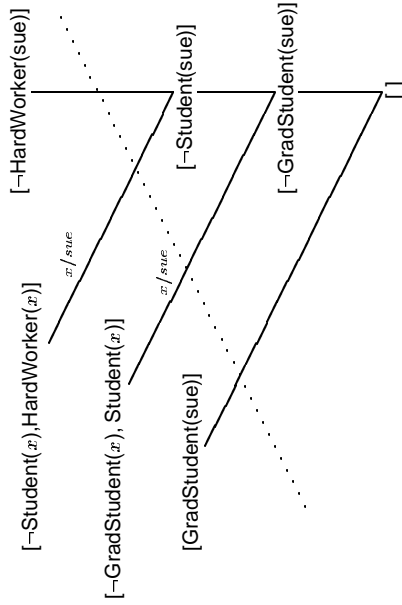 [¬Student(x),HardWorker(x)]
[¬HardWorker(sue)]
x/sue
[¬GradStudent(x), Student(x)]
[¬Student(sue)]
x/sue
[GradStudent(sue)]
[¬GradStudent(sue)]
[ ]